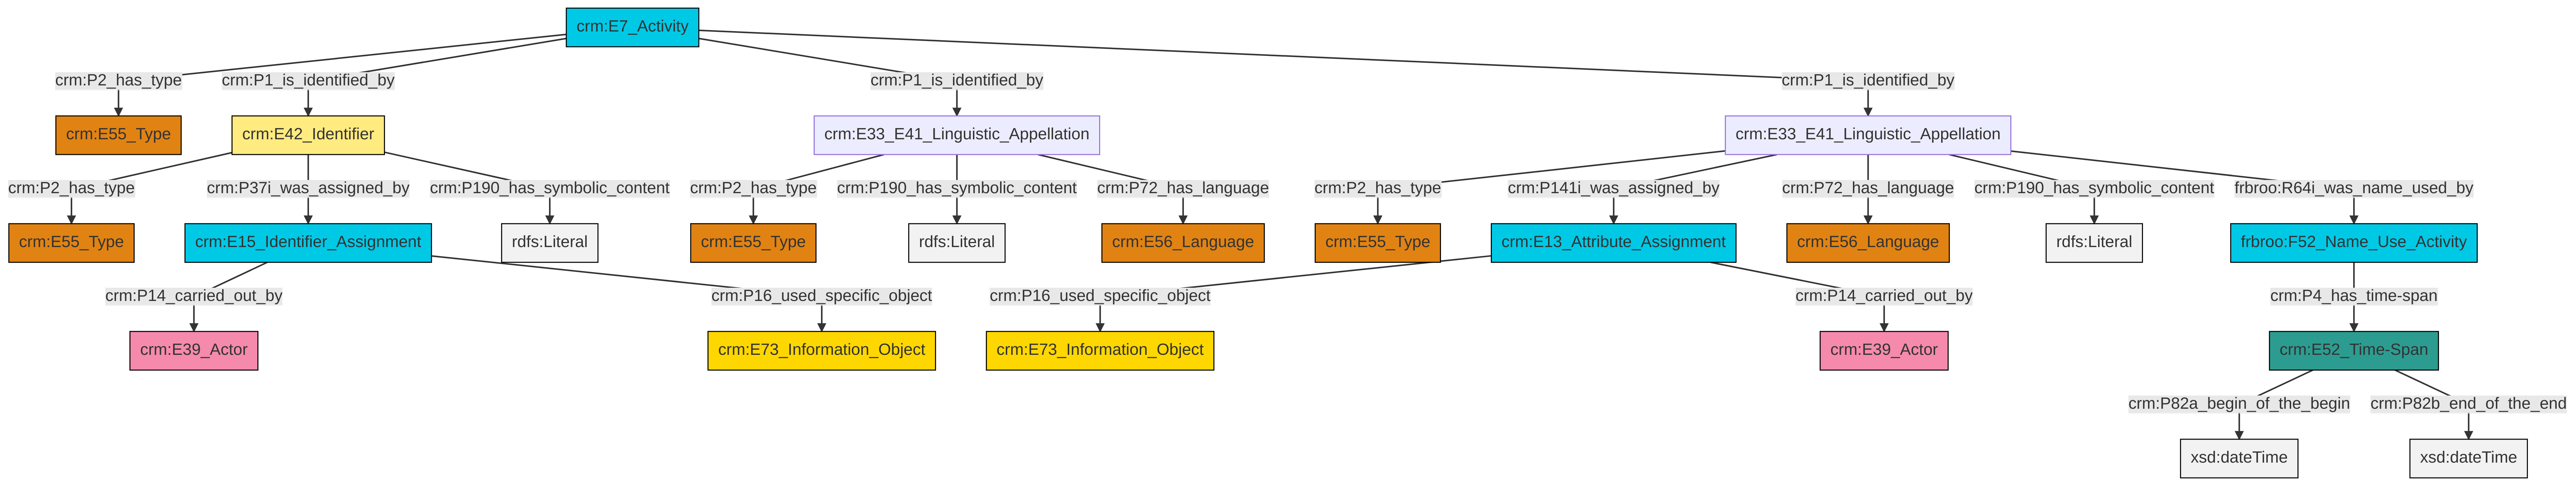 crm:E7_Activity
crm:P2_has_type
crm:P1_is_identified_by
crm:P1_is_identified_by
crm:P1_is_identified_by
crm:E55_Type
crm:E42_Identifier
crm:E33_E41_Linguistic_Appellation
crm:E33_E41_Linguistic_Appellation
crm:P2_has_type
crm:P37i_was_assigned_by
crm:P190_has_symbolic_content
crm:P2_has_type
crm:P190_has_symbolic_content
crm:P72_has_language
crm:P2_has_type
crm:P141i_was_assigned_by
crm:P72_has_language
crm:P190_has_symbolic_content
frbroo:R64i_was_name_used_by
crm:E55_Type
crm:E15_Identifier_Assignment
rdfs:Literal
crm:E55_Type
rdfs:Literal
crm:E56_Language
crm:E55_Type
crm:E13_Attribute_Assignment
crm:E56_Language
rdfs:Literal
frbroo:F52_Name_Use_Activity
crm:P14_carried_out_by
crm:P16_used_specific_object
crm:P16_used_specific_object
crm:P14_carried_out_by
crm:P4_has_time-span
crm:E39_Actor
crm:E73_Information_Object
crm:E73_Information_Object
crm:E39_Actor
crm:E52_Time-Span
crm:P82a_begin_of_the_begin
crm:P82b_end_of_the_end
xsd:dateTime
xsd:dateTime